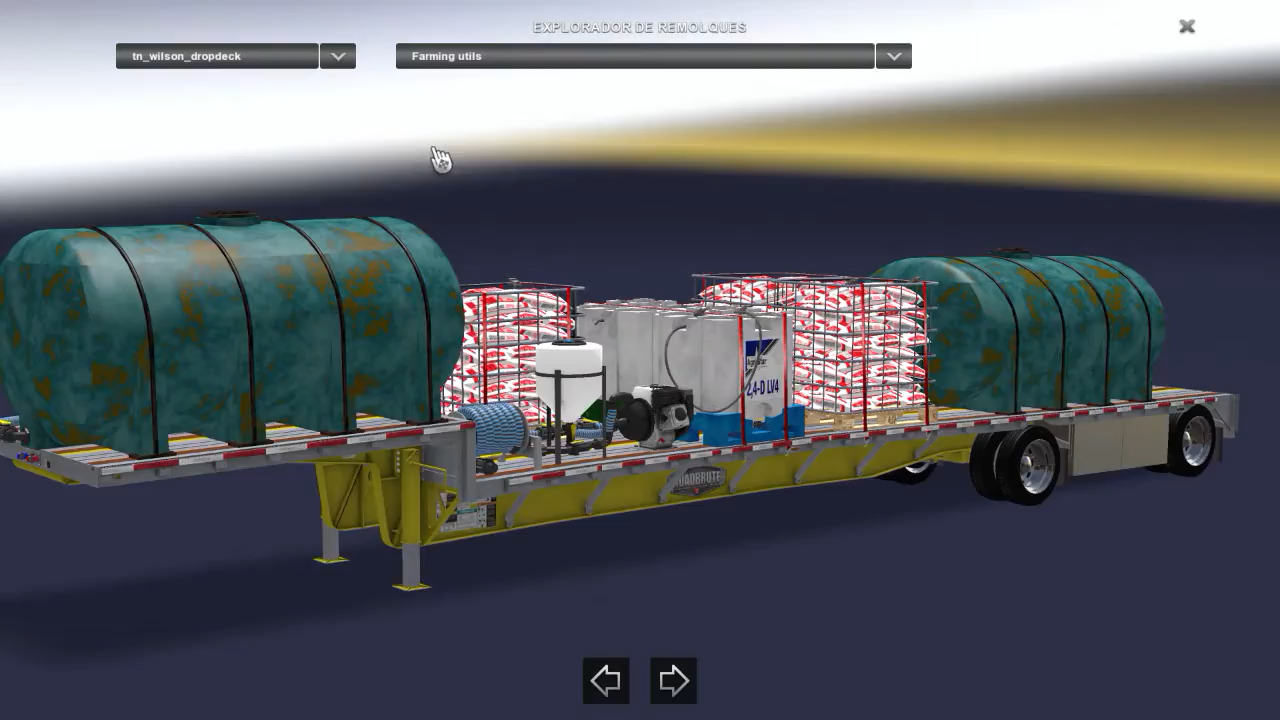 EXPLORADOR DE REMOLQUES
tn_wilson_dropdeck
Farming utils
2,4-D LV4